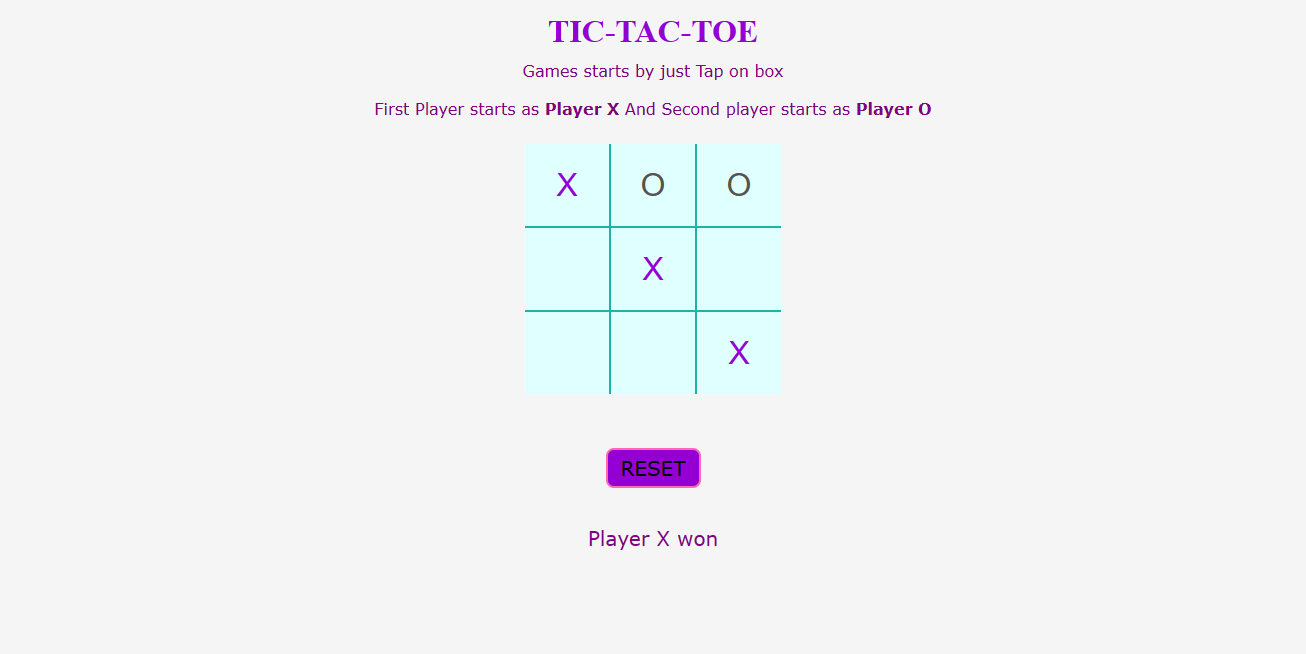 TIC-TAC-TOE
Games starts by just Tap on box
First Player starts as Player X And Second player starts as Player O
X O O
X
X
RESET
Player X won